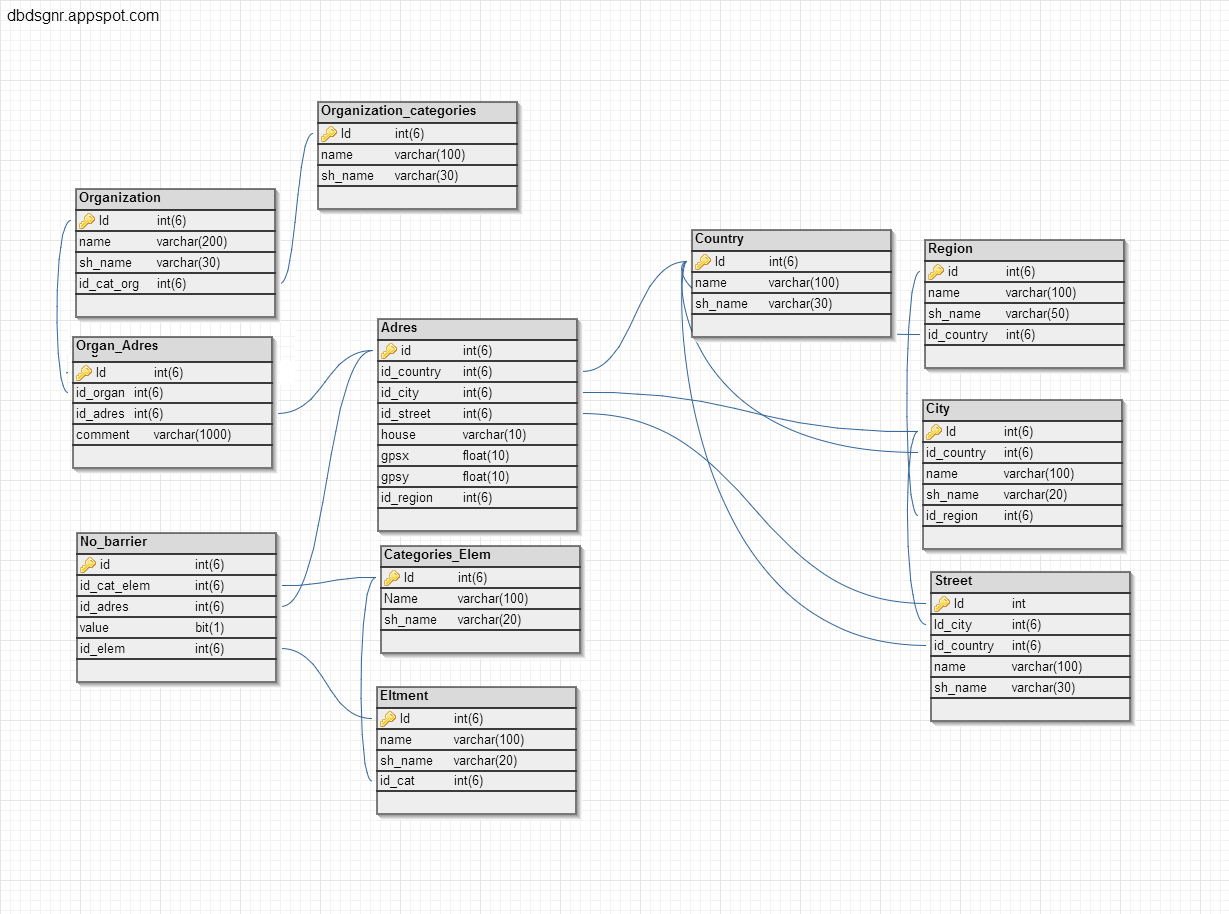 dbdsgnr.appspot.com
Organization_categories
Id int(6)
name varchar(100)
sh_name varchar(30)
Organization
Id int(6)
name varchar(200)
sh_name varchar(30)
id_cat_org int(6)
Organ_Adres
Id int(6)
id_organ int(6)
id_adres int(6)
comment varchar(1000)
Adres
id int(6)
id_country int(6)
id_city int(6)
id_street int(6)
house varchar(10)
gpsx float(10)
gpsy float(10)
id_region int(6)
Country
Id int(6)
name varchar(100)
sh_name varchar(30)
Region
id int(6)
name varchar(100)
sh_name varchar(50)
id_country int(6)
City
Id int(6)
id_country int(6)
name varchar(100)
sh_name varchar(20)
id_region int(6)
Street
Id int
Id_city int(6)
id_country int(6)
name varchar(100)
sh_name varchar(30)
No_barrier
id int(6)
id_cat_elem int(6)
id_adres int(6)
value bit(1)
id_elem int(6)
Categories_Elem
Id int(6)
Name varchar(100)
sh_name varchar(20)
Eltment
Id int(6)
name varchar(100)
sh_name varchar(20)
id_cat int(6)